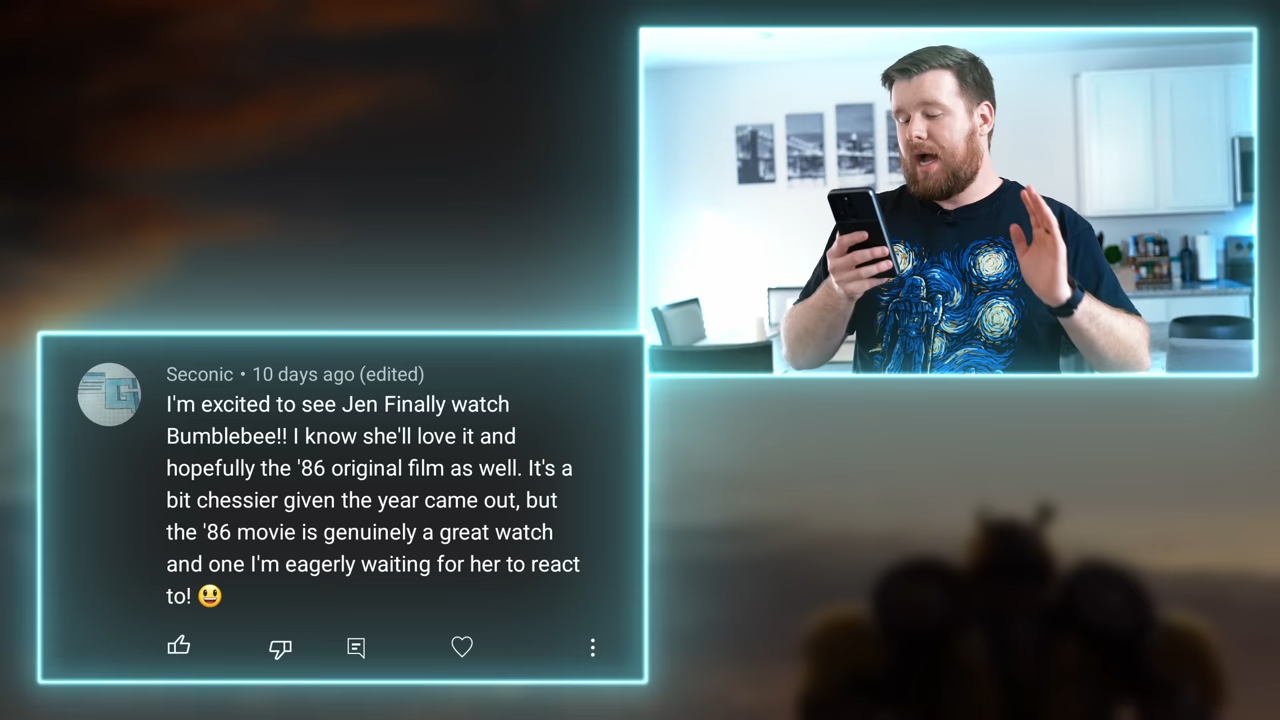 Seconic • 10 days ago (edited)
I'm excited to see Jen Finally watch
Bumblebee!! I know she'll love it and
hopefully the '86 original film as well. It's a
bit chessier given the year came out, but
the '86 movie is genuinely a great watch
and one I'm eagerly waiting for her to react
to! 😃